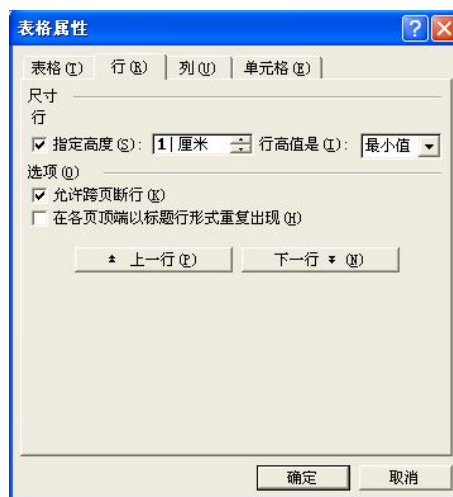 表格属性
表格(T) 行(R) 列(U) 单元格(E)
尺寸
行
指定高度(S): 1 厘米 行高值是(I): 最小值
选项(O)
允许跨页断行(K)
在各页顶端以标题行形式重复出现(H)
上一行(P) 下一行 (N)
确定 取消